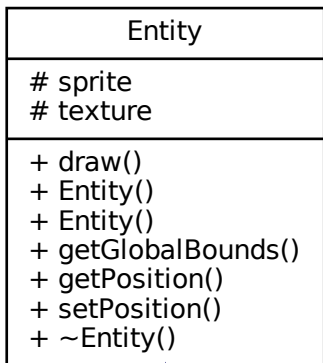 Entity
# sprite
# texture
+ draw()
+ Entity()
+ Entity()
+ getGlobalBounds()
+ getPosition()
+ setPosition()
+ ~Entity()